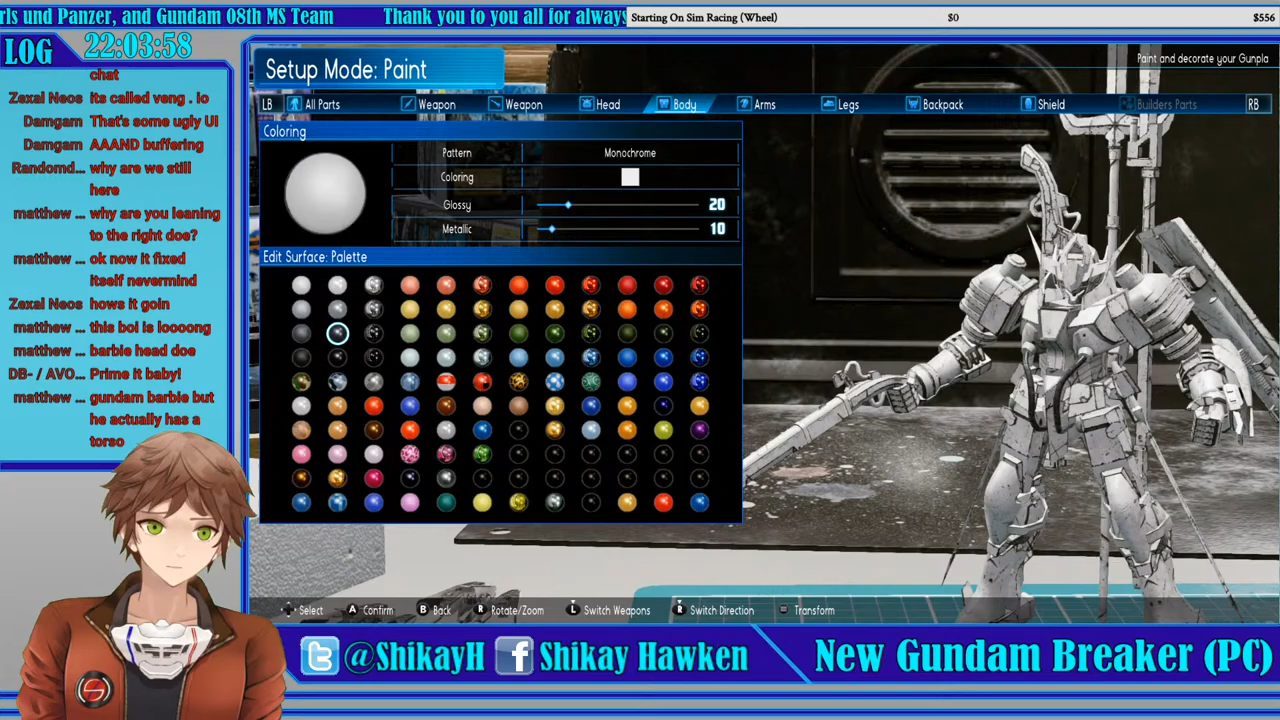 rls und Panzer, and Gundam 08th MS Team Thank you to you all for always
Starting On Sim Racing (Wheel) $0 $556
LOG 22:03:58
chat
Zexal Neos its called veng . io
Damgam That's some ugly UI
Damgam AAAND buffering
Randomd... why are we still
here
matthew ... why are you leaning
to the right doe?
matthew ... ok now it fixed
itself nevermind
Zexal Neos hows it goin
matthew ... this boi is loooong
matthew ... barbie head doe
DB- / AVO... Prime it baby!
matthew ... gundam barbie but
he actually has a
torso
Setup Mode: Paint
Paint and decorate your Gunpla
LB All Parts Weapon Weapon Head Body Arms Legs Backpack Shield Builders Parts RB
Coloring
Pattern Monochrome
Coloring
Glossy 20
Metallic 10
Edit Surface: Palette
Select A Confirm B Back R Rotate/Zoom L Switch Weapons R Switch Direction Transform
@ShikayH f Shikay Hawken New Gundam Breaker (PC)